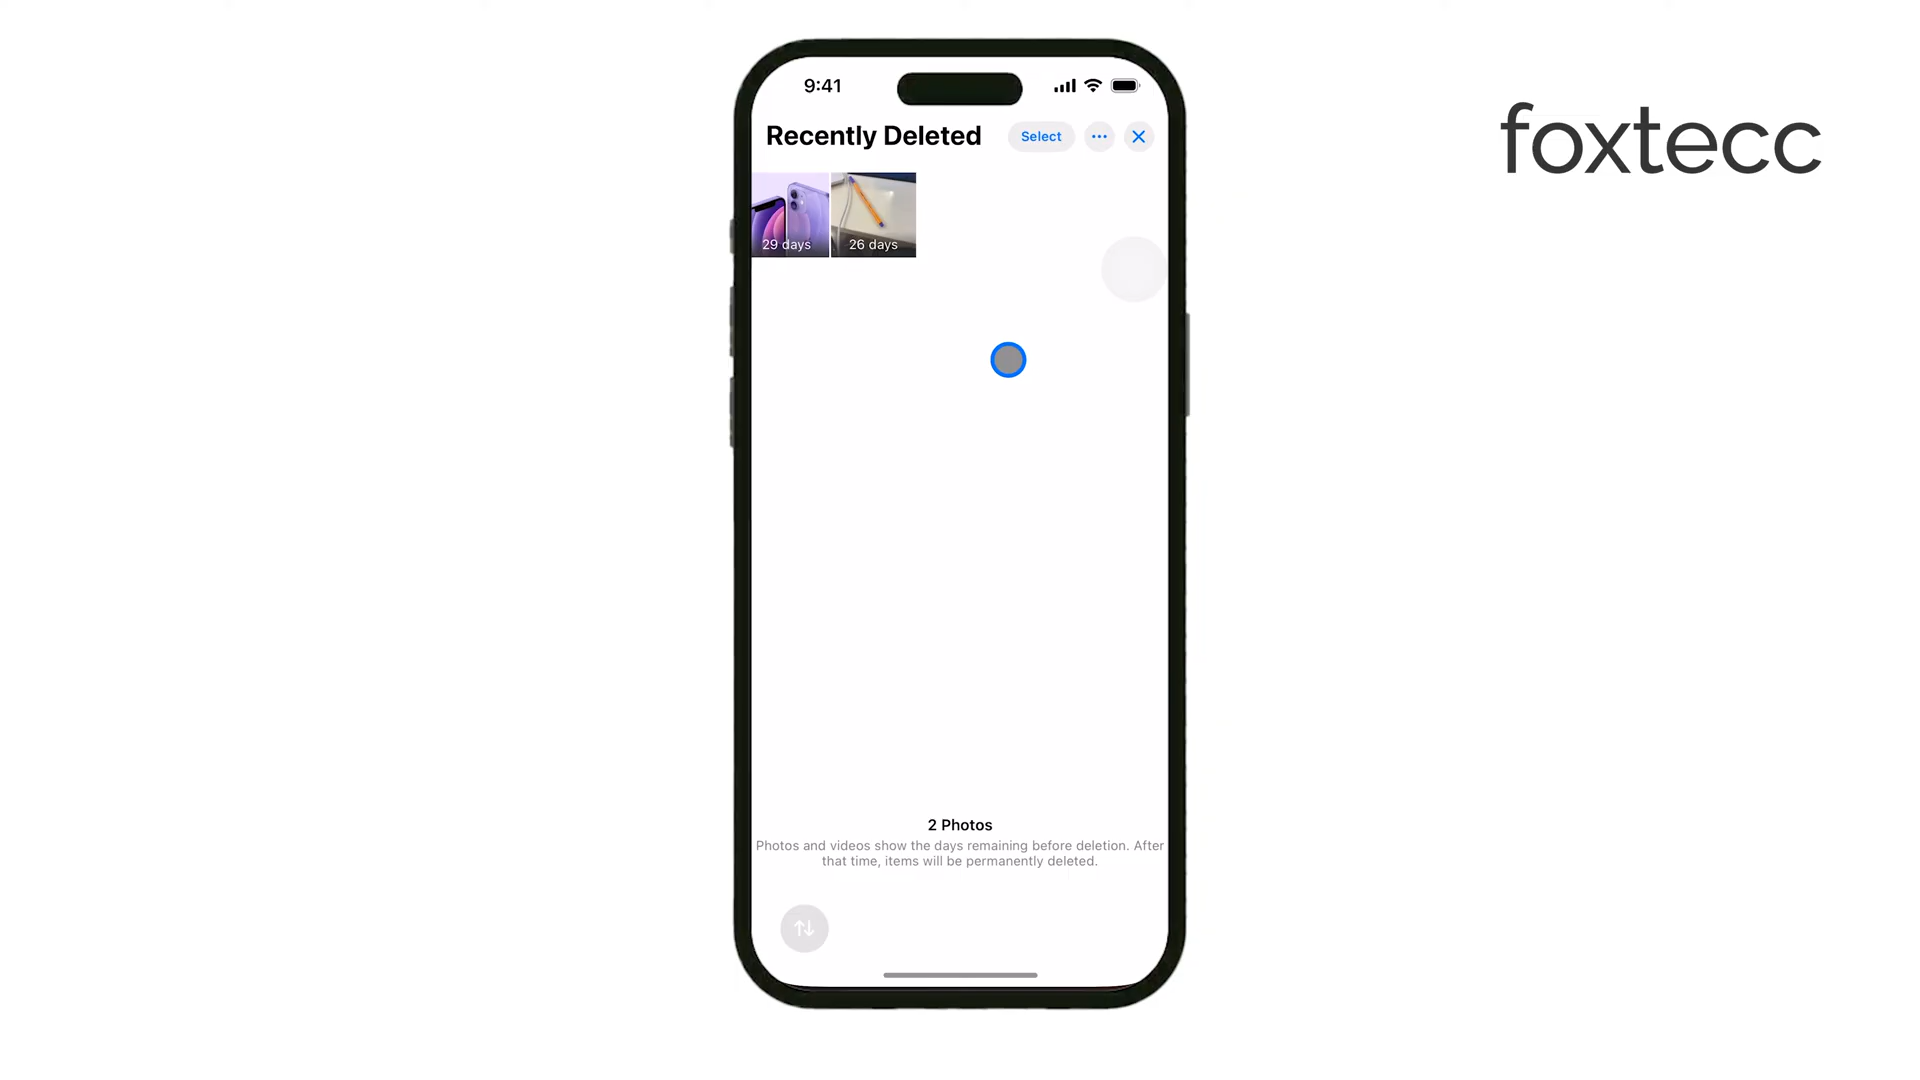 9:41
foxtecc
Recently Deleted
Select
29 days
26 days
2 Photos
Photos and videos show the days remaining before deletion. After
that time, items will be permanently deleted.